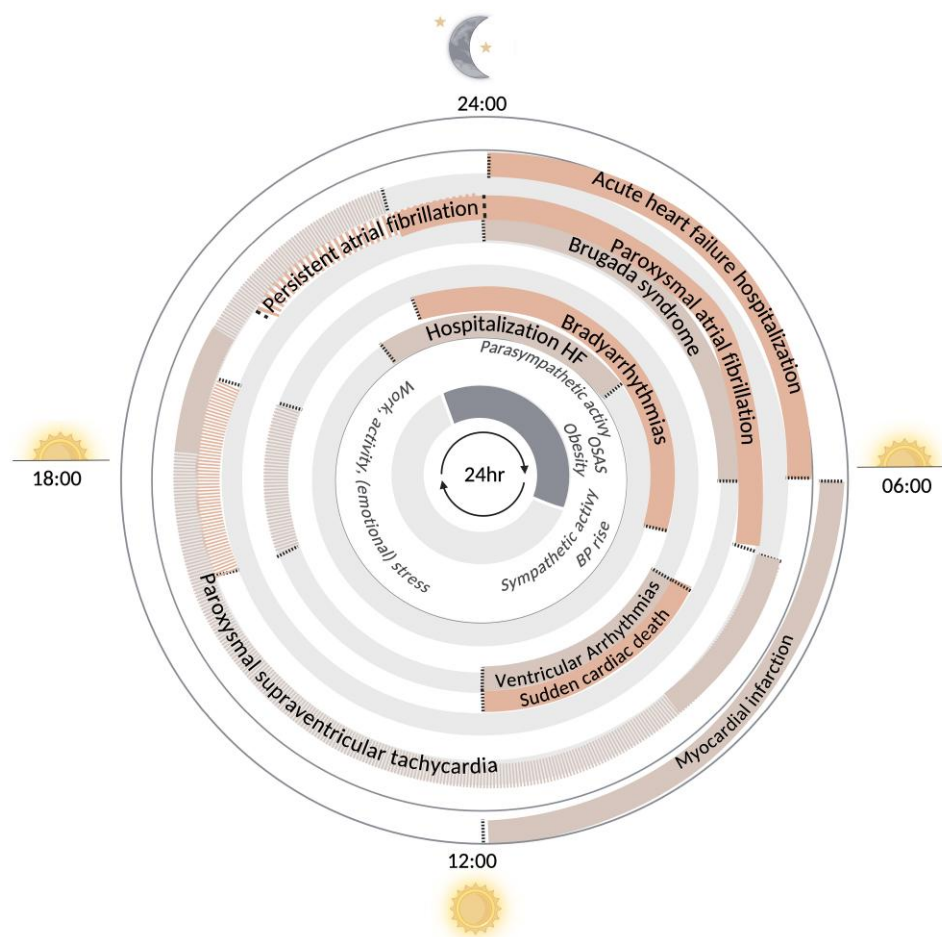 24:00
Acute heart failure hospitalization
Persistent atrial fibrillation
Paroxysmal atrial fibrillation
Brugada syndrome
Bradyarrhythmias
Hospitalization HF
Parasympathetic activy
OSAS
Obesity
Work, activity, (emotional) stress
24hr
18:00
06:00
Sympathetic activy
BP rise
Ventricular Arrhythmias
Sudden cardiac death
Paroxysmal supraventricular tachycardia
Myocardial infarction
12:00